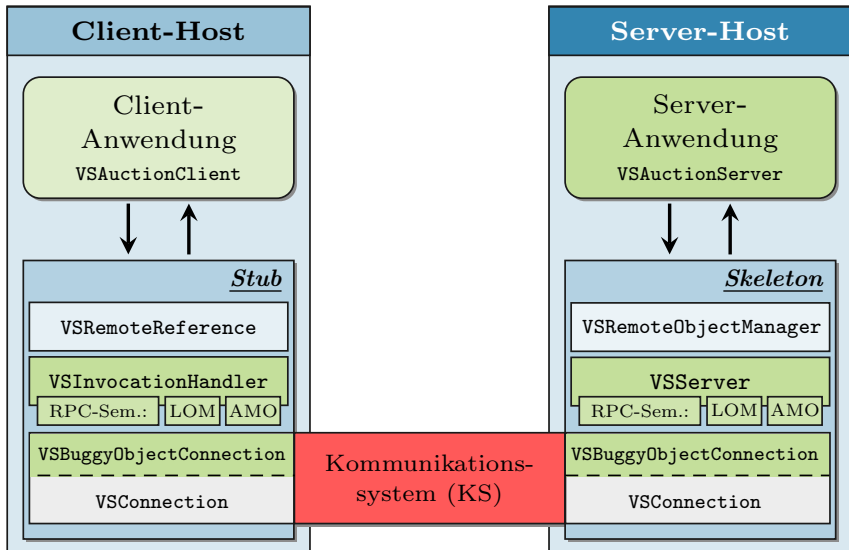 Client-Host
Client-
Anwendung
VSAuctionClient
Stub
VSRemoteReference
VSInvocationHandler
RPC-Sem.:
LOM
AMO
VSBuggyObjectConnection
VSConnection
Kommunikations-
system (KS)
Server-Host
Server-
Anwendung
VSAuctionServer
Skeleton
VSRemoteObjectManager
VSServer
RPC-Sem.:
LOM
AMO
VSBuggyObjectConnection
VSConnection